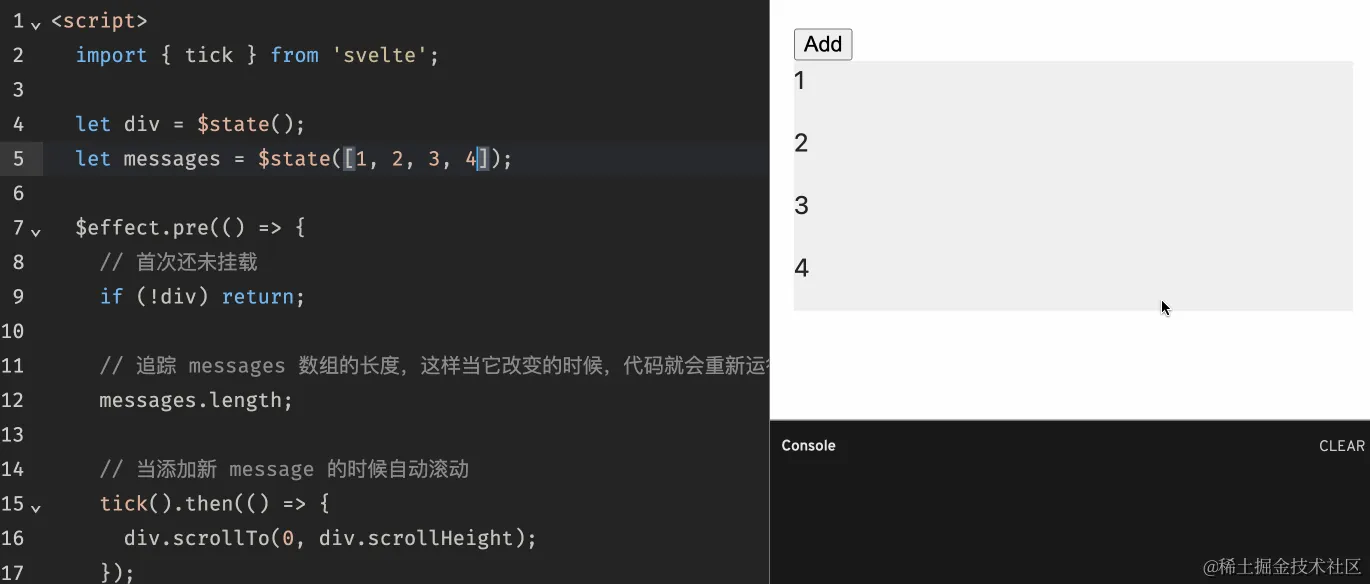 1 <script>
2 import { tick } from 'svelte';
3
4 let div = $state();
5 let messages = $state([1, 2, 3, 4]);
6
7 $effect.pre(() => {
8 // 首次还未挂载
9 if (!div) return;
10
11 // 追踪 messages 数组的长度，这样当它改变的时候，代码就会重新运
12 messages.length;
13
14 // 当添加新 message 的时候自动滚动
15 tick().then(() => {
16 div.scrollTo(0, div.scrollHeight);
17 });
Add
1
2
3
4
Console CLEAR
@稀土掘金技术社区